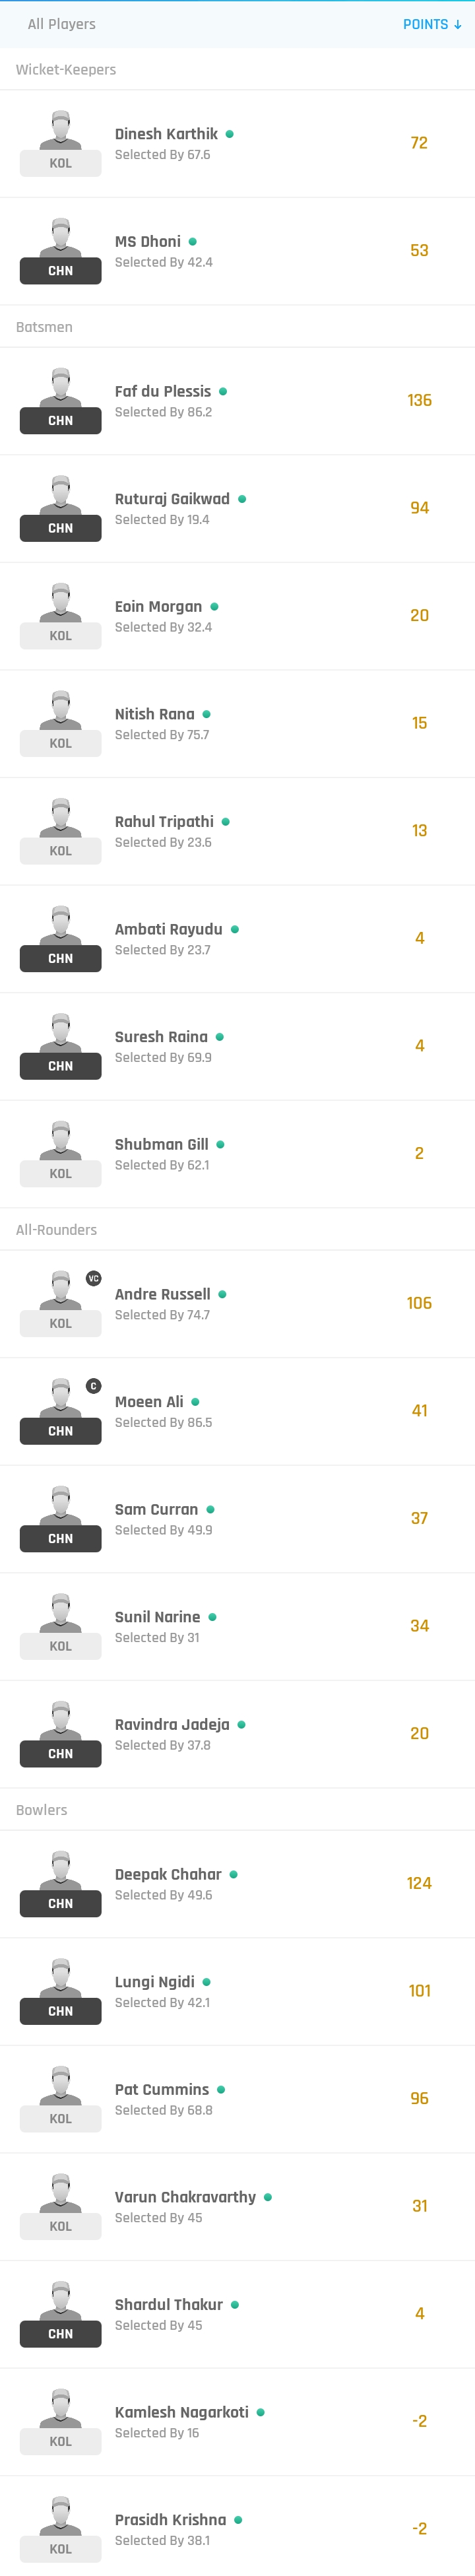 All Players POINTS ↓
Wicket-Keepers
Dinesh Karthik
Selected By 67.6
KOL
72
MS Dhoni
Selected By 42.4
CHN
53
Batsmen
Faf du Plessis
Selected By 86.2
CHN
136
Ruturaj Gaikwad
Selected By 19.4
CHN
94
Eoin Morgan
Selected By 32.4
KOL
20
Nitish Rana
Selected By 75.7
KOL
15
Rahul Tripathi
Selected By 23.6
KOL
13
Ambati Rayudu
Selected By 23.7
CHN
4
Suresh Raina
Selected By 69.9
CHN
4
Shubman Gill
Selected By 62.1
KOL
2
All-Rounders
VC
Andre Russell
Selected By 74.7
KOL
106
C
Moeen Ali
Selected By 86.5
CHN
41
Sam Curran
Selected By 49.9
CHN
37
Sunil Narine
Selected By 31
KOL
34
Ravindra Jadeja
Selected By 37.8
CHN
20
Bowlers
Deepak Chahar
Selected By 49.6
CHN
124
Lungi Ngidi
Selected By 42.1
CHN
101
Pat Cummins
Selected By 68.8
KOL
96
Varun Chakravarthy
Selected By 45
KOL
31
Shardul Thakur
Selected By 45
CHN
4
Kamlesh Nagarkoti
Selected By 16
KOL
-2
Prasidh Krishna
Selected By 38.1
KOL
-2